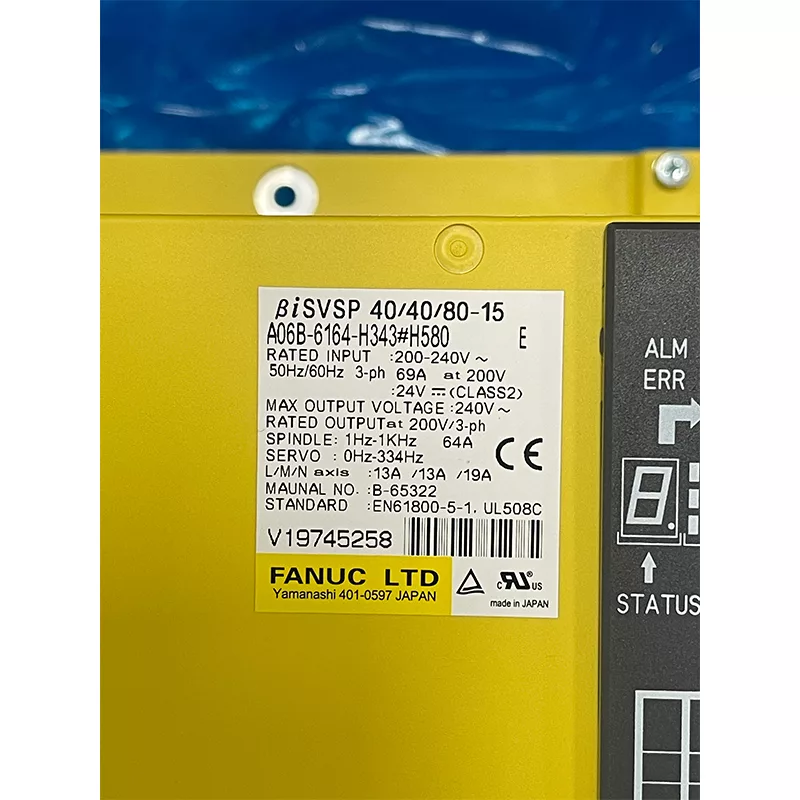 βiSVSP 40/40/80-15
A06B-6164-H343#H580 E
RATED INPUT :200-240V ~
50Hz/60Hz 3-ph 69A at 200V
:24V ⎓ (CLASS2)
MAX OUTPUT VOLTAGE :240V ~
RATED OUTPUT at 200V/3-ph
SPINDLE: 1Hz-1KHz 64A
SERVO : 0Hz-334Hz
L/M/N axis :13A /13A /19A
MAUNAL NO. :B-65322
STANDARD :EN61800-5-1, UL508C
CE
V19745258
FANUC LTD
Yamanashi 401-0597 JAPAN
c RU US
made in JAPAN
ALM
ERR
8.
STATUS